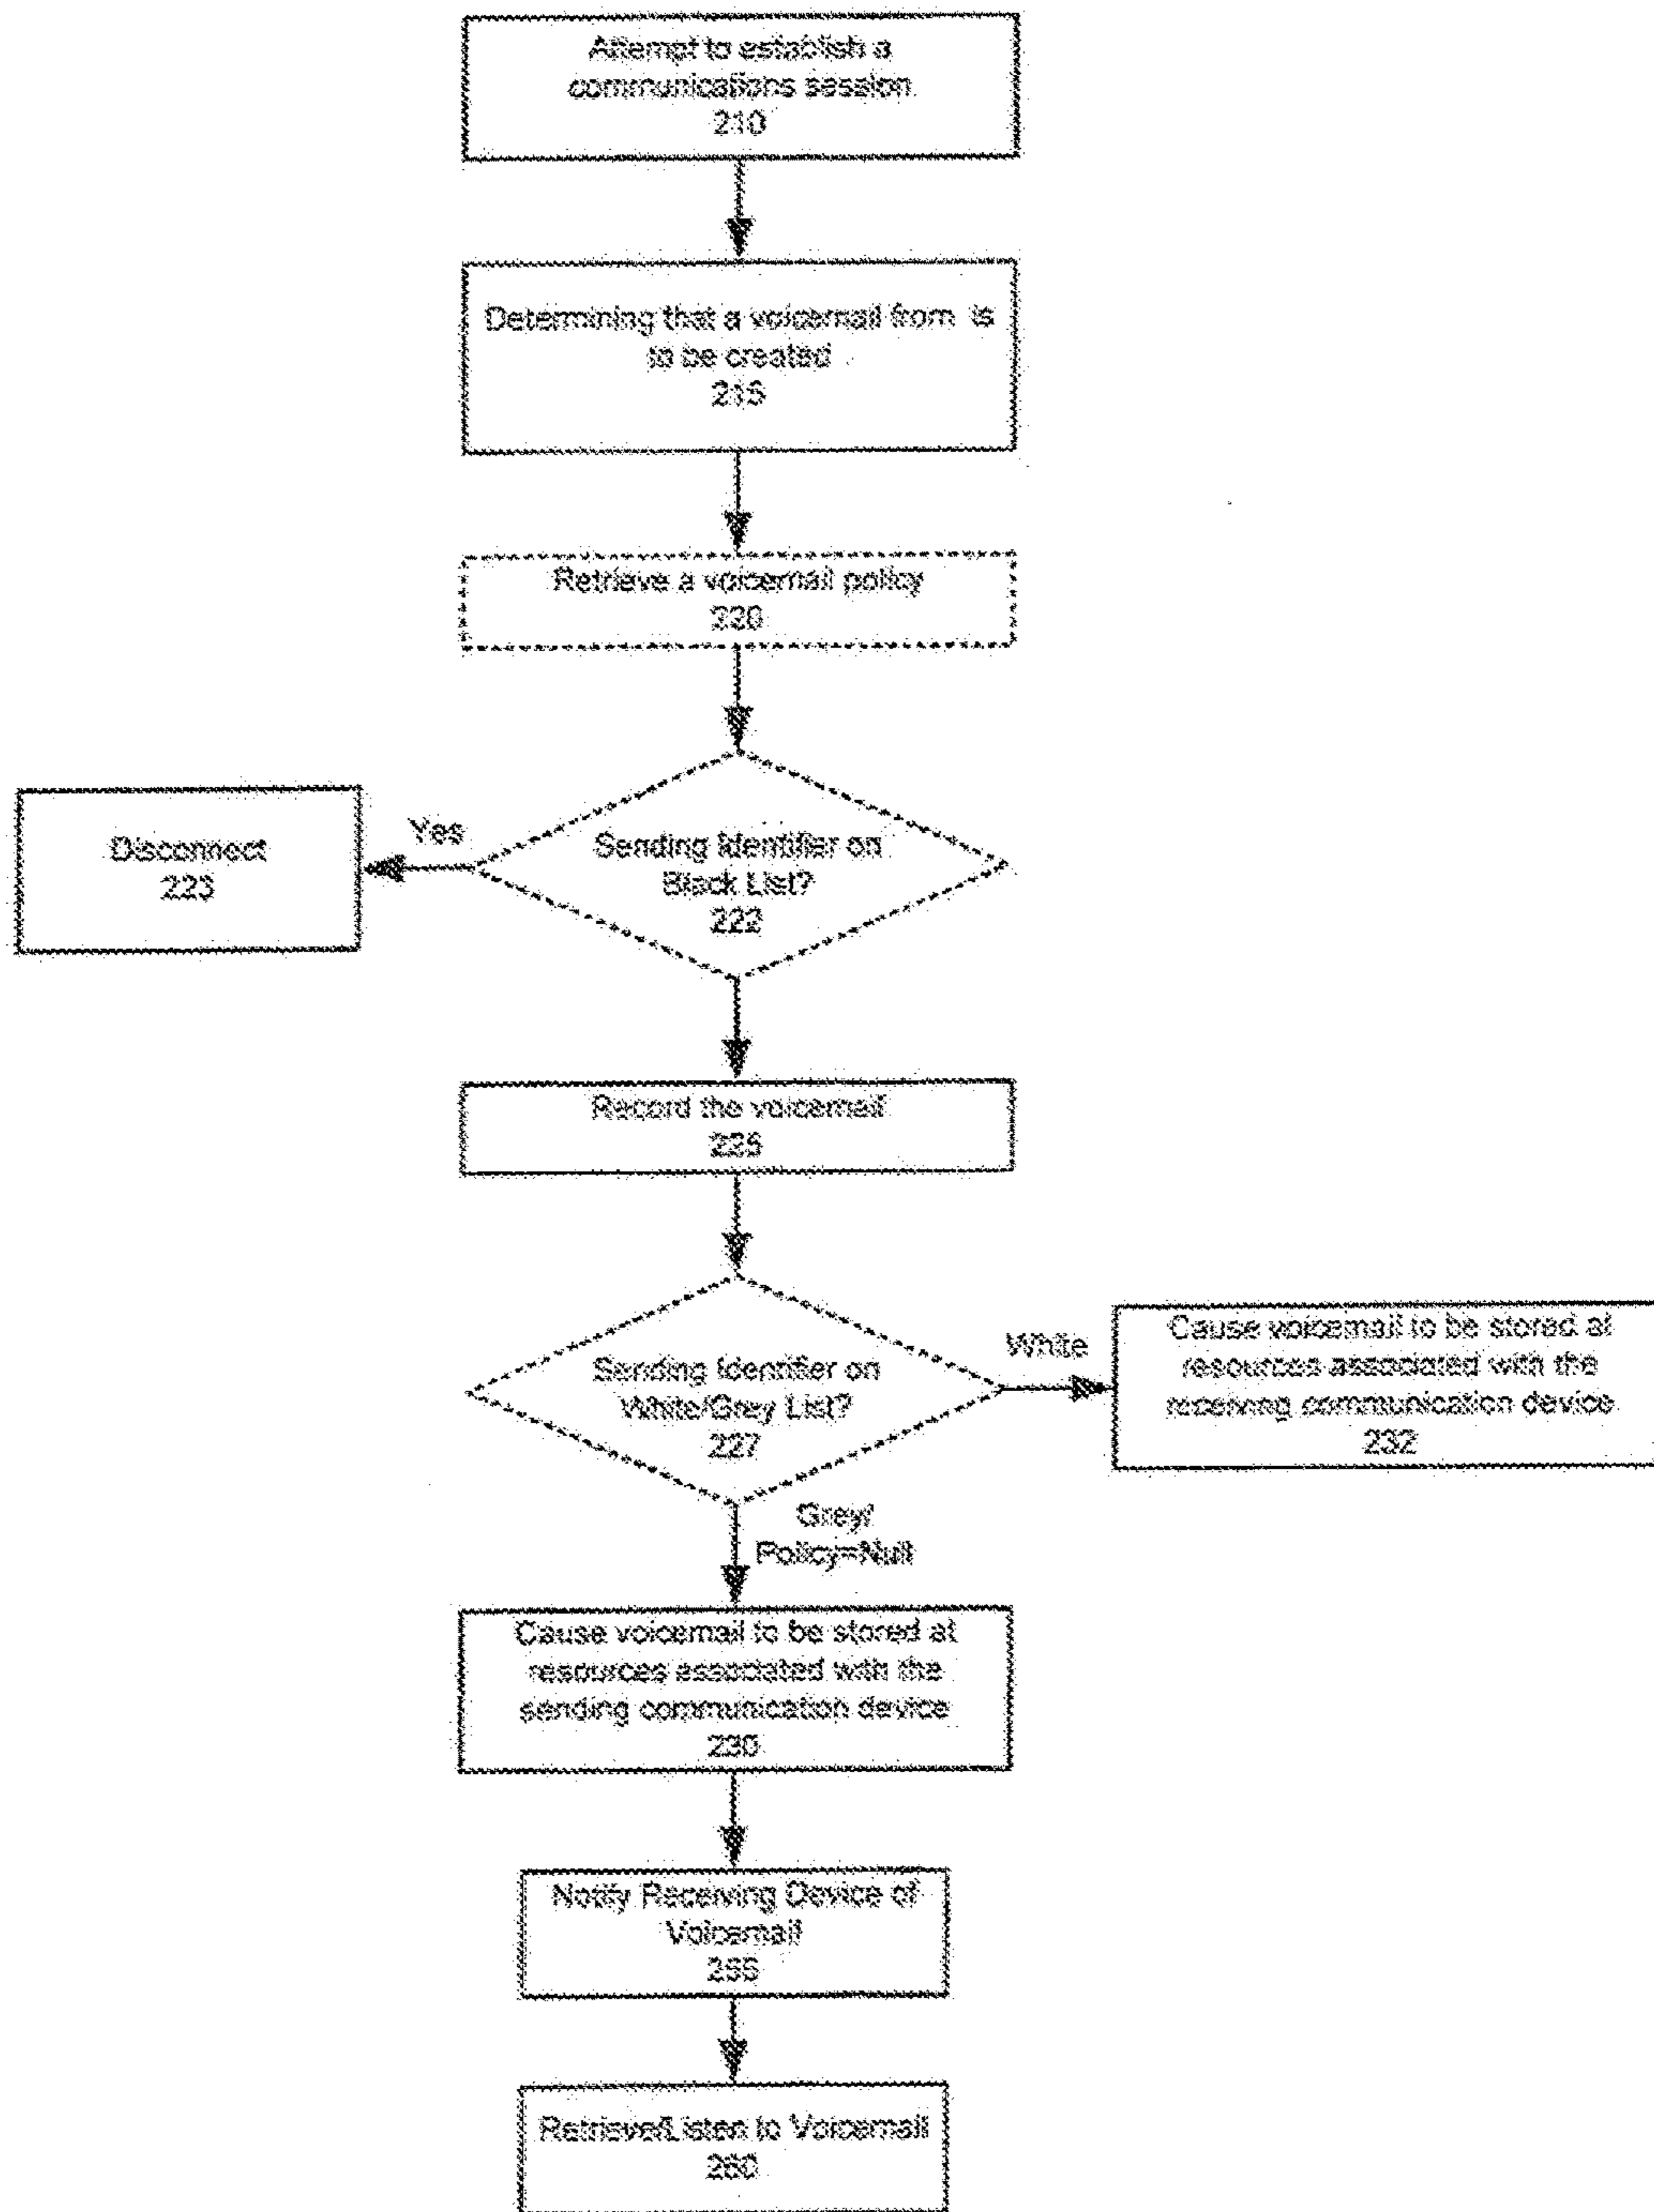 Attempt to establish a
communications session
210
Determining that a voicemail from is
to be created
215
Retrieve a voicemail policy
220
Sending Identifier on
Black List?
222
Yes
Disconnect
223
Record the voicemail
225
Sending Identifier on
White/Grey List?
227
White
Cause voicemail to be stored at
resources associated with the
receiving communication device
232
Grey/
Policy=Null
Cause voicemail to be stored at
resources associated with the
sending communication device
230
Notify Receiving Device of
Voicemail
Retrieve/Listen to Voicemail
260